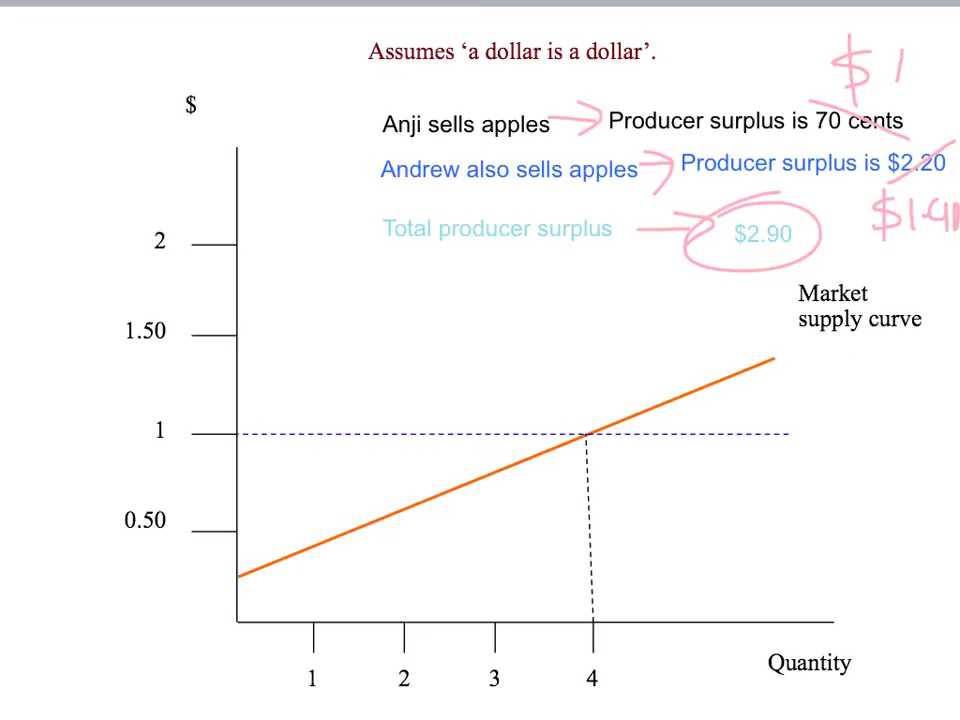 Assumes ‘a dollar is a dollar’.
$ 1
$
Anji sells apples
Producer surplus is 70 cents
Andrew also sells apples
Producer surplus is $2.20
Total producer surplus
$2.90
2
Market
supply curve
1.50
1
0.50
1 2 3 4
Quantity